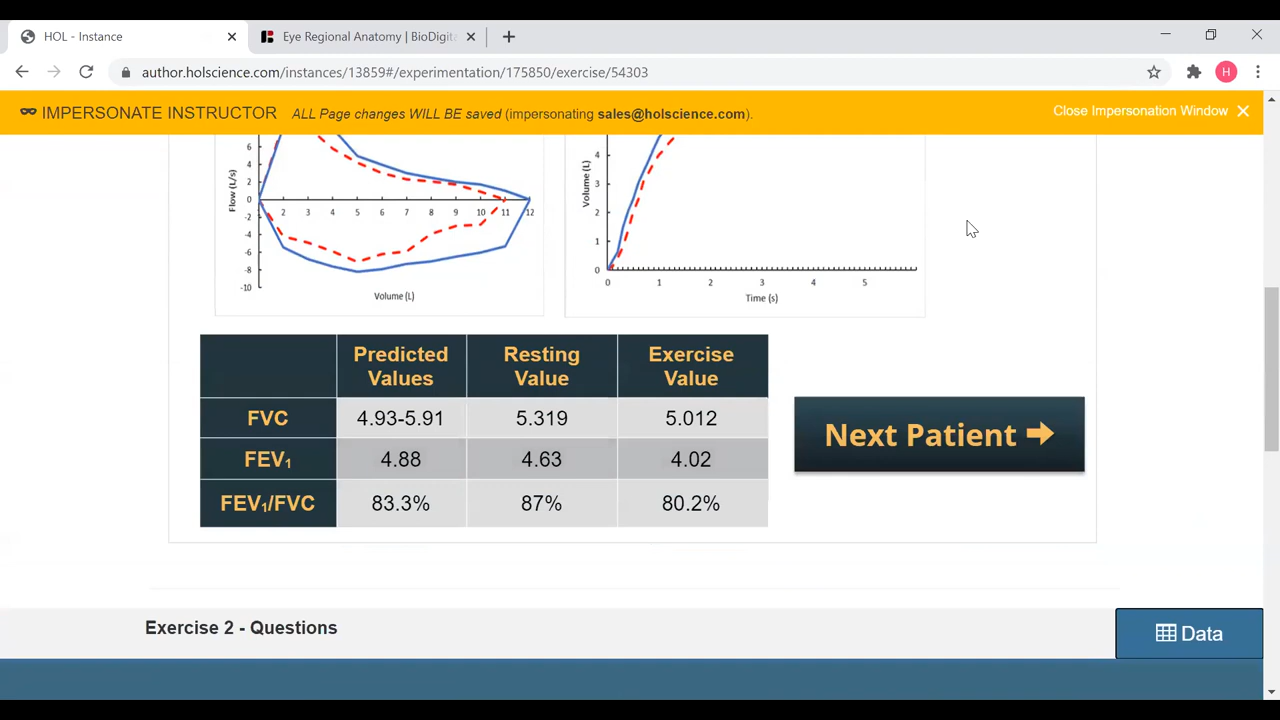 HOL - Instance
Eye Regional Anatomy | BioDigita
author.holscience.com/instances/13859#/experimentation/175850/exercise/54303
H
IMPERSONATE INSTRUCTOR ALL Page changes WILL BE saved (impersonating sales@holscience.com).
Close Impersonation Window
Flow (L/s)
6
4
2
0
-2
-4
-6
-8
-10
2 3 4 5 6 7 8 9 10 11 12
Volume (L)
Volume (L)
4
3
2
1
0
0 1 2 3 4 5
Time (s)
Predicted Values Resting Value Exercise Value
FVC 4.93-5.91 5.319 5.012
FEV₁ 4.88 4.63 4.02
FEV₁/FVC 83.3% 87% 80.2%
Next Patient
Exercise 2 - Questions
Data